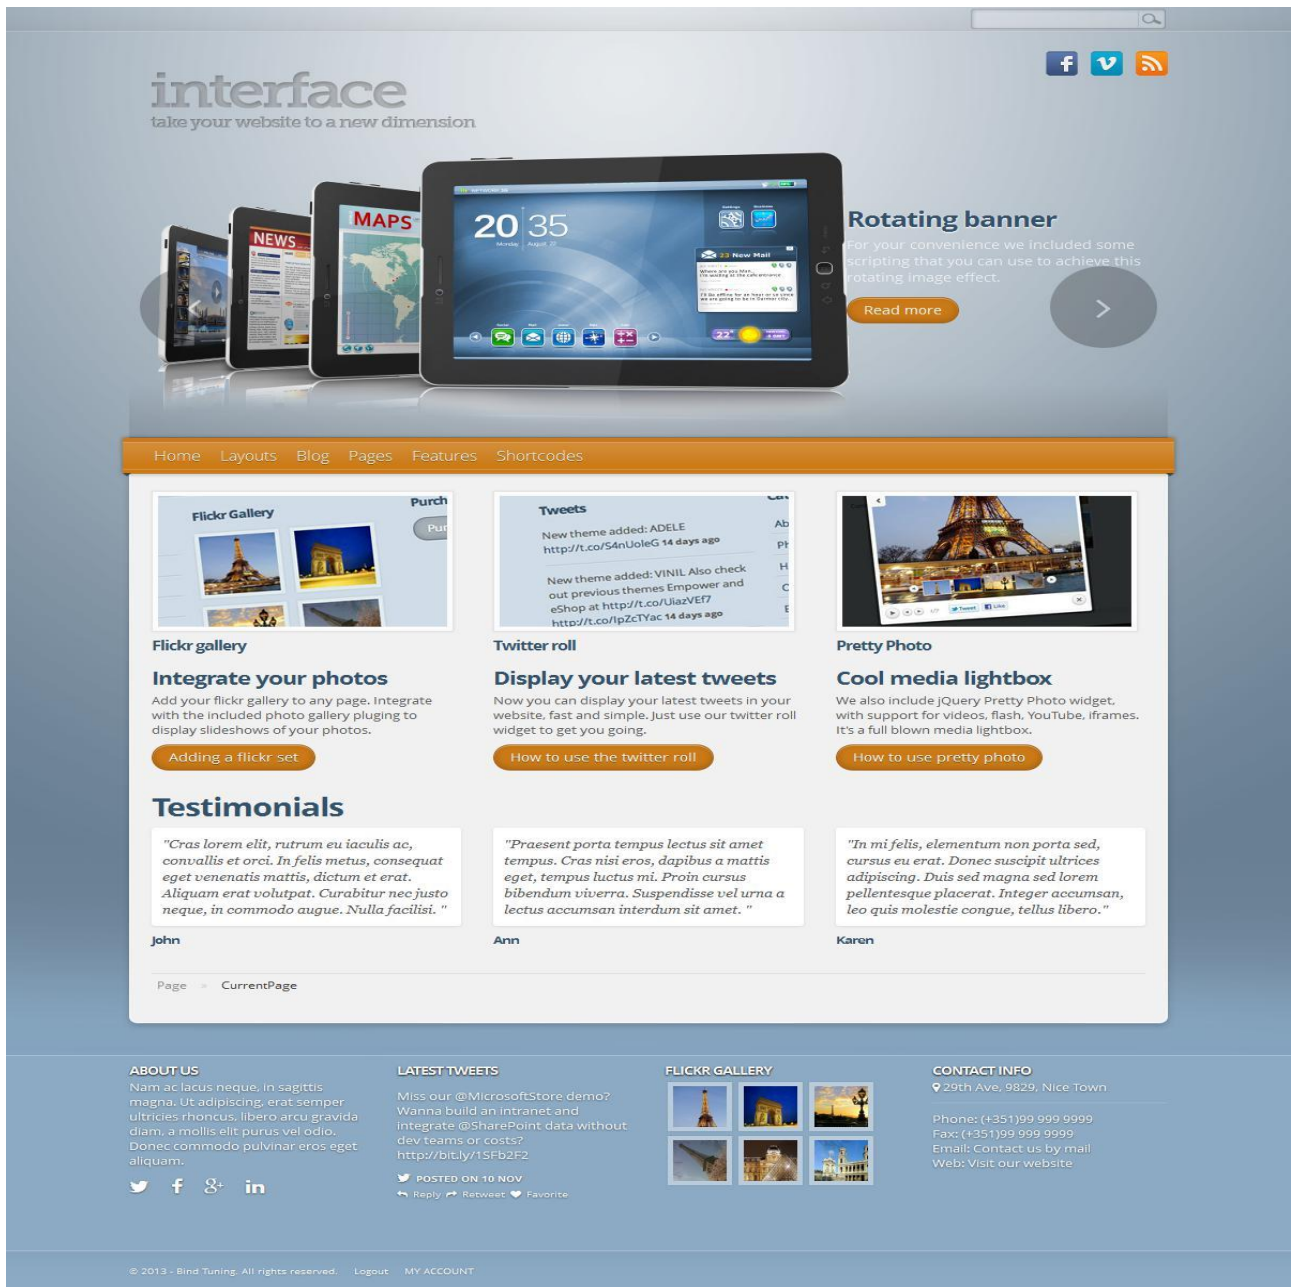 interface
take your website to a new dimension
NEWS
MAPS
20 35
Monday August 20
23 New Mail
22°
Rotating banner
For your convenience we included some
scripting that you can use to achieve this
rotating image effect.
Read more
Home Layouts Blog Pages Features Shortcodes
Flickr Gallery
Purch
Pur
Tweets
New theme added: ADELE
http://t.co/S4nUoleG 14 days ago
New theme added: VINIL Also check
out previous themes Empower and
eShop at http://t.co/UiazVEf7
http://t.co/lpZcTYac 14 days ago
Ab
Ph
H
C
E
Tweet Like
Flickr gallery
Integrate your photos
Add your flickr gallery to any page. Integrate
with the included photo gallery pluging to
display slideshows of your photos.
Adding a flickr set
Twitter roll
Display your latest tweets
Now you can display your latest tweets in your
website, fast and simple. Just use our twitter roll
widget to get you going.
How to use the twitter roll
Pretty Photo
Cool media lightbox
We also include jQuery Pretty Photo widget,
with support for videos, flash, YouTube, iframes.
It's a full blown media lightbox.
How to use pretty photo
Testimonials
"Cras lorem elit, rutrum eu iaculis ac,
convallis et orci. In felis metus, consequat
eget venenatis mattis, dictum et erat.
Aliquam erat volutpat. Curabitur nec justo
neque, in commodo augue. Nulla facilisi. "
John
"Praesent porta tempus lectus sit amet
tempus. Cras nisi eros, dapibus a mattis
eget, tempus luctus mi. Proin cursus
bibendum viverra. Suspendisse vel urna a
lectus accumsan interdum sit amet. "
Ann
"In mi felis, elementum non porta sed,
cursus eu erat. Donec suscipit ultrices
adipiscing. Duis sed magna sed lorem
pellentesque placerat. Integer accumsan,
leo quis molestie congue, tellus libero."
Karen
Page » CurrentPage
ABOUT US
Nam ac lacus neque, in sagittis
magna. Ut adipiscing, erat semper
ultricies rhoncus, libero arcu gravida
diam, a mollis elit purus vel odio.
Donec commodo pulvinar eros eget
aliquam.
LATEST TWEETS
Miss our @MicrosoftStore demo?
Wanna build an intranet and
integrate @SharePoint data without
dev teams or costs?
http://bit.ly/1SFb2F2
POSTED ON 10 NOV
Reply Retweet Favorite
FLICKR GALLERY
CONTACT INFO
29th Ave, 9829, Nice Town
Phone: (+351)99 999 9999
Fax: (+351)99 999 9999
Email: Contact us by mail
Web: Visit our website
© 2013 - Bind Tuning. All rights reserved. Logout MY ACCOUNT